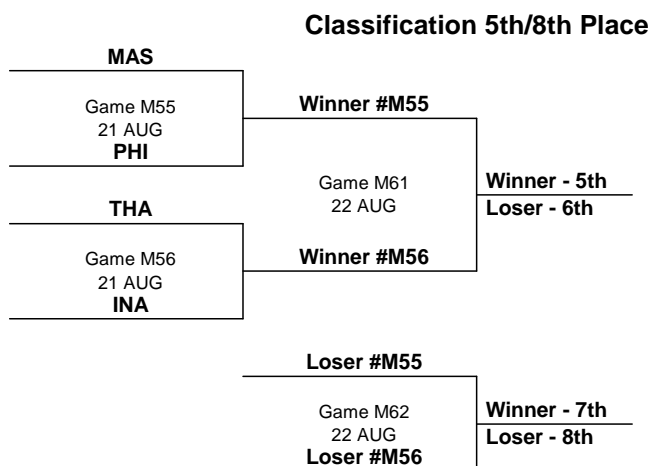 Classification 5th/8th Place
MAS
Game M55
21 AUG
PHI
Winner #M55
Game M61
22 AUG
Winner - 5th
Loser - 6th
THA
Game M56
21 AUG
INA
Winner #M56
Loser #M55
Game M62
22 AUG
Loser #M56
Winner - 7th
Loser - 8th